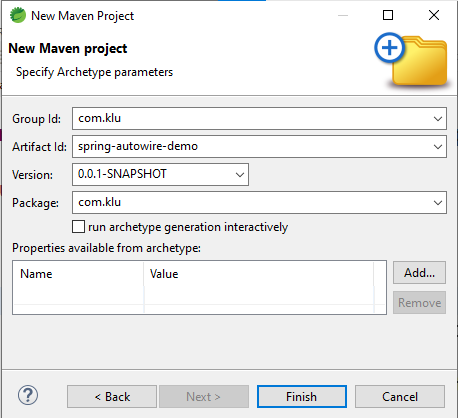 New Maven Project
New Maven project
Specify Archetype parameters
Group Id: com.klu
Artifact Id: spring-autowire-demo
Version: 0.0.1-SNAPSHOT
Package: com.klu
run archetype generation interactively
Properties available from archetype:
Name Value Add...
Remove
? < Back Next > Finish Cancel